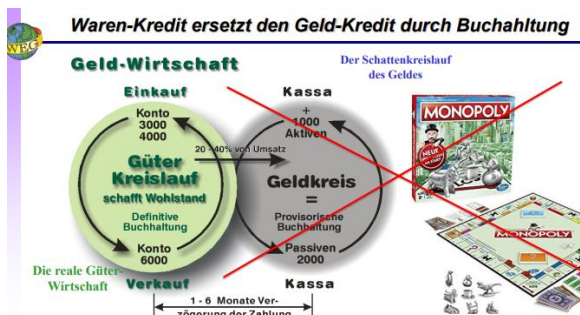 Waren-Kredit ersetzt den Geld-Kredit durch Buchahltung
WEG
Geld-Wirtschaft
Der Schattenkreislauf
des Geldes
Einkauf
Kassa
Konto
3000
4000
+
1000
Aktiven
20 - 40% von Umsatz
Güter
Kreislauf
schafft Wohlstand
Definitive
Buchhaltung
Geldkreis
=
Provisorische
Buchhaltung
Konto
6000
Passiven
2000
Die reale Güter-
Wirtschaft
Verkauf
Kassa
1 - 6 Monate Ver-
zögerung der Zahlung
MONOPOLY
NEUE
MONOPOLY